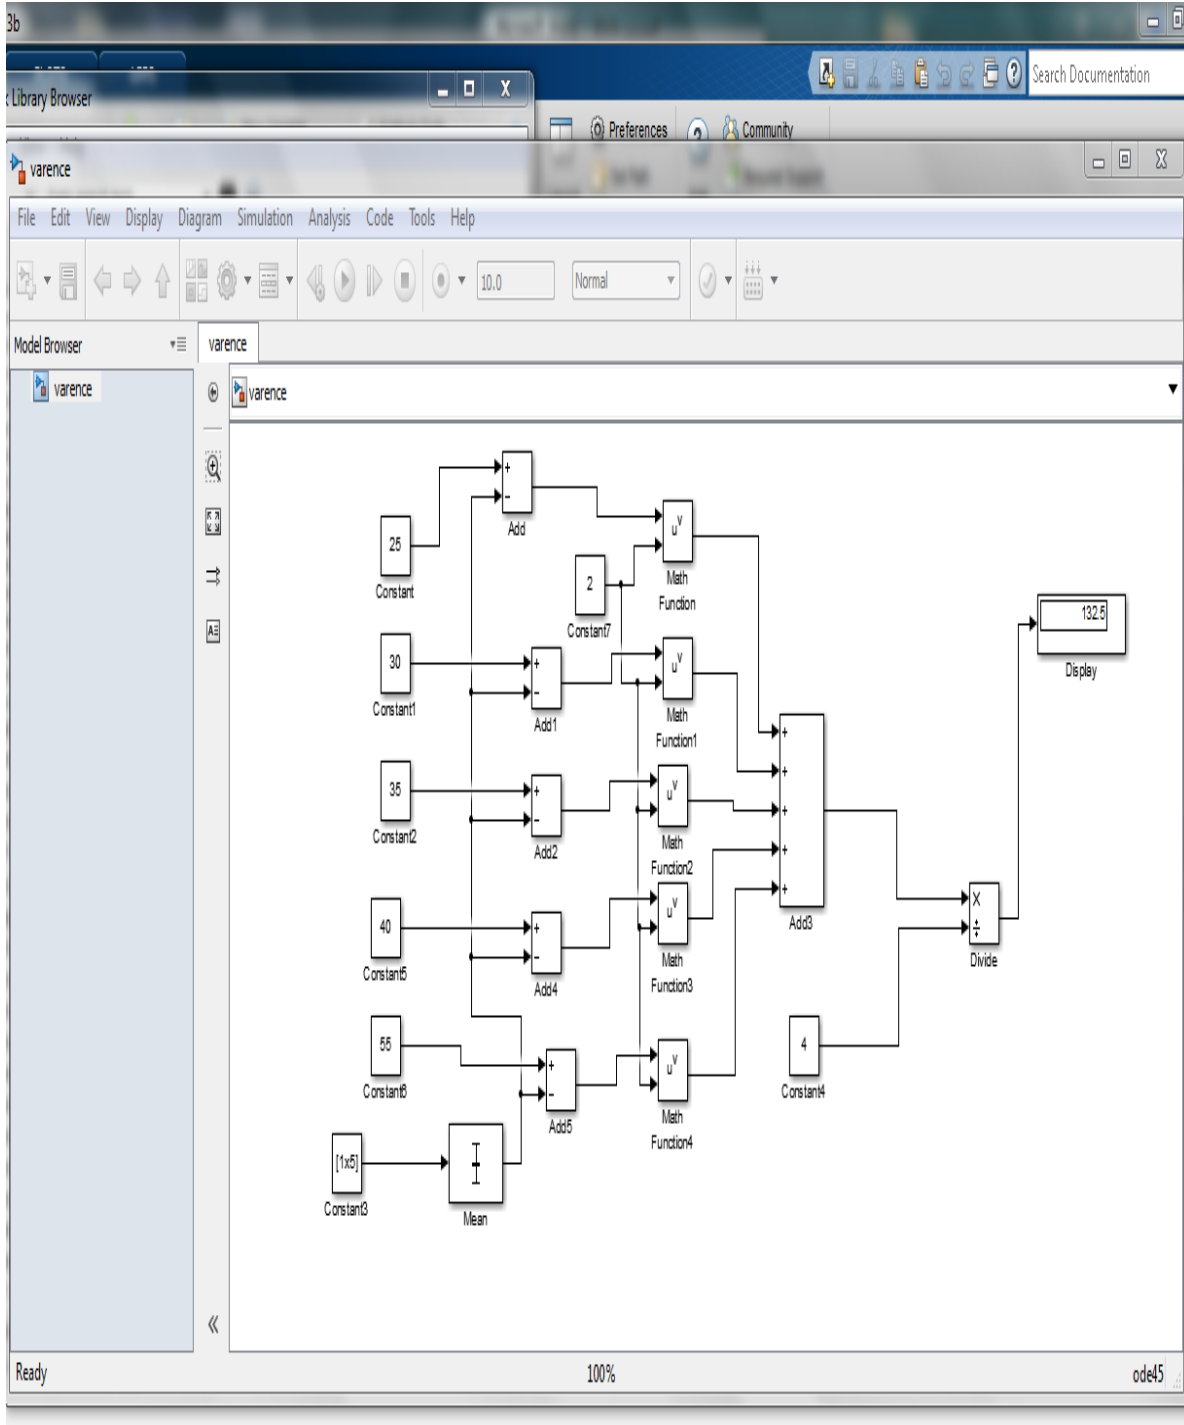 3b
Search Documentation
Library Browser
Preferences
?
Community
varence
File Edit View Display Diagram Simulation Analysis Code Tools Help
10.0
Normal
Model Browser
varence
varence
varence
+
−
Add
25
Constant
u^v
Math
Function
2
Constant7
132.5
Display
30
Constant1
+
−
Add1
u^v
Math
Function1
35
Constant2
+
−
Add2
u^v
Math
Function2
+
+
+
+
+
Add3
40
Constant5
+
−
Add4
u^v
Math
Function3
×
÷
Divide
55
Constant6
+
−
Add5
u^v
Math
Function4
4
Constant4
[1x5]
Constant3
Mean
Ready
100%
ode45